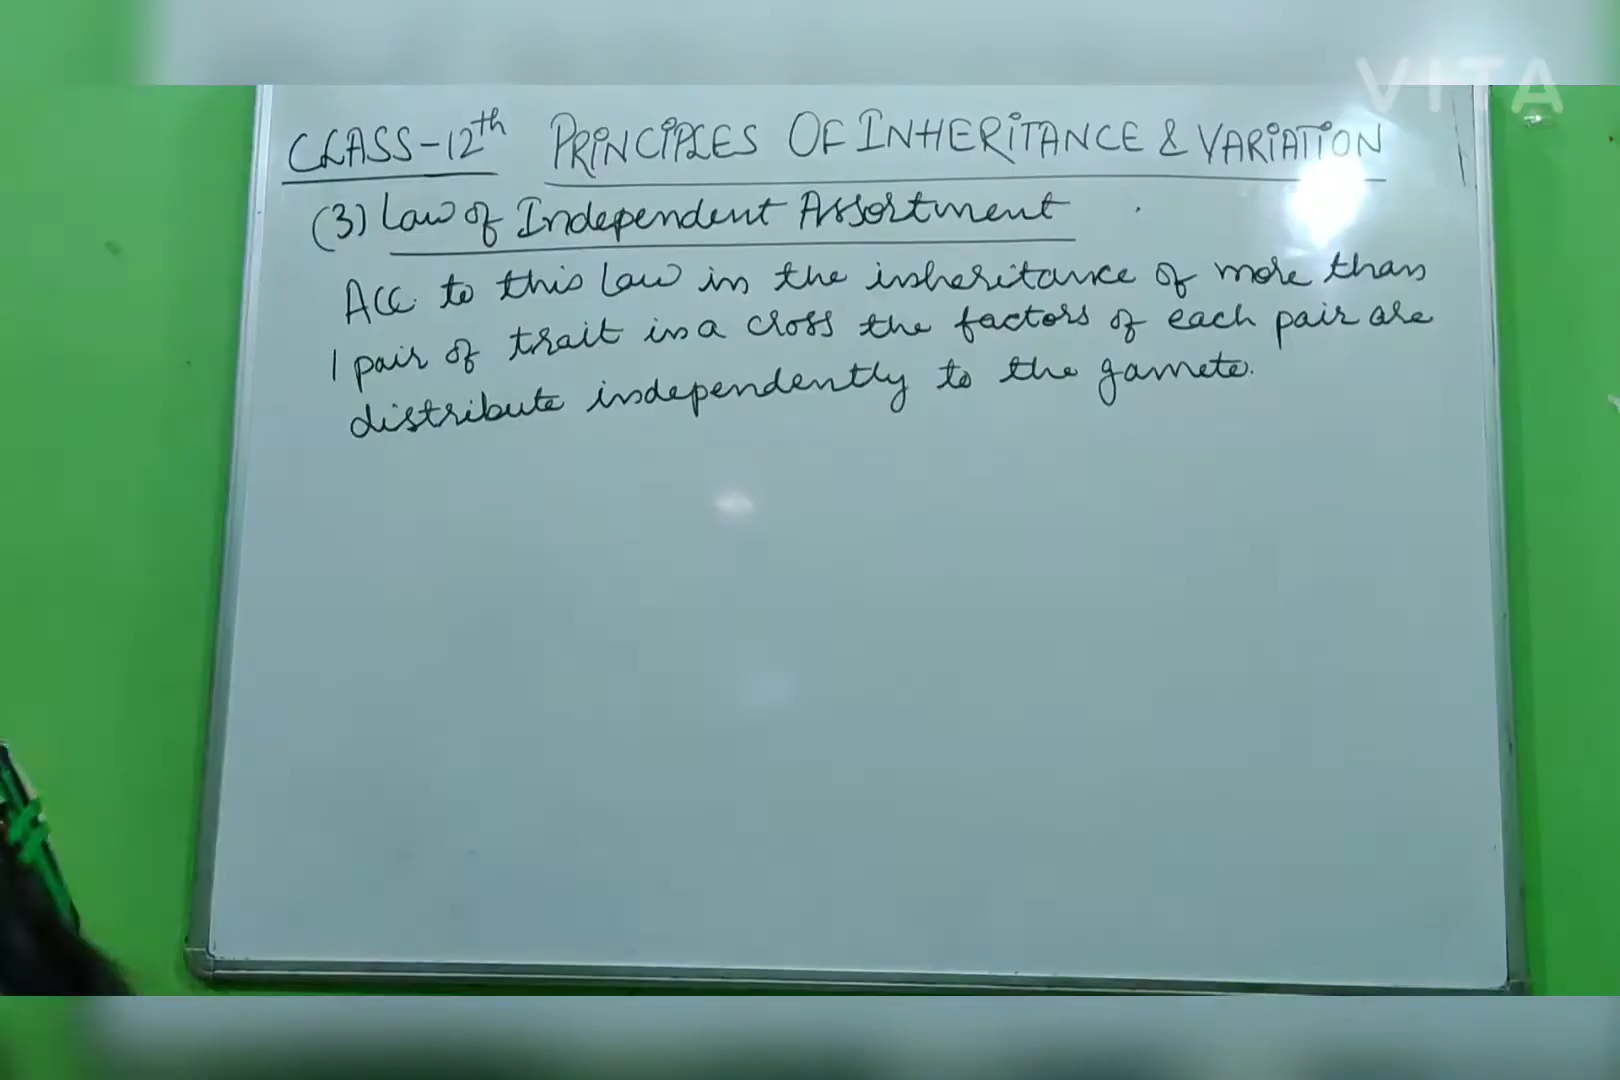 VITA
CLASS-12th PRINCIPLES OF INHERITANCE & VARIATION
(3) Law of Independent Assortment
Acc. to this Law in the inheritance of more than
1 pair of trait in a cross the factors of each pair are
distribute independently to the gamete.